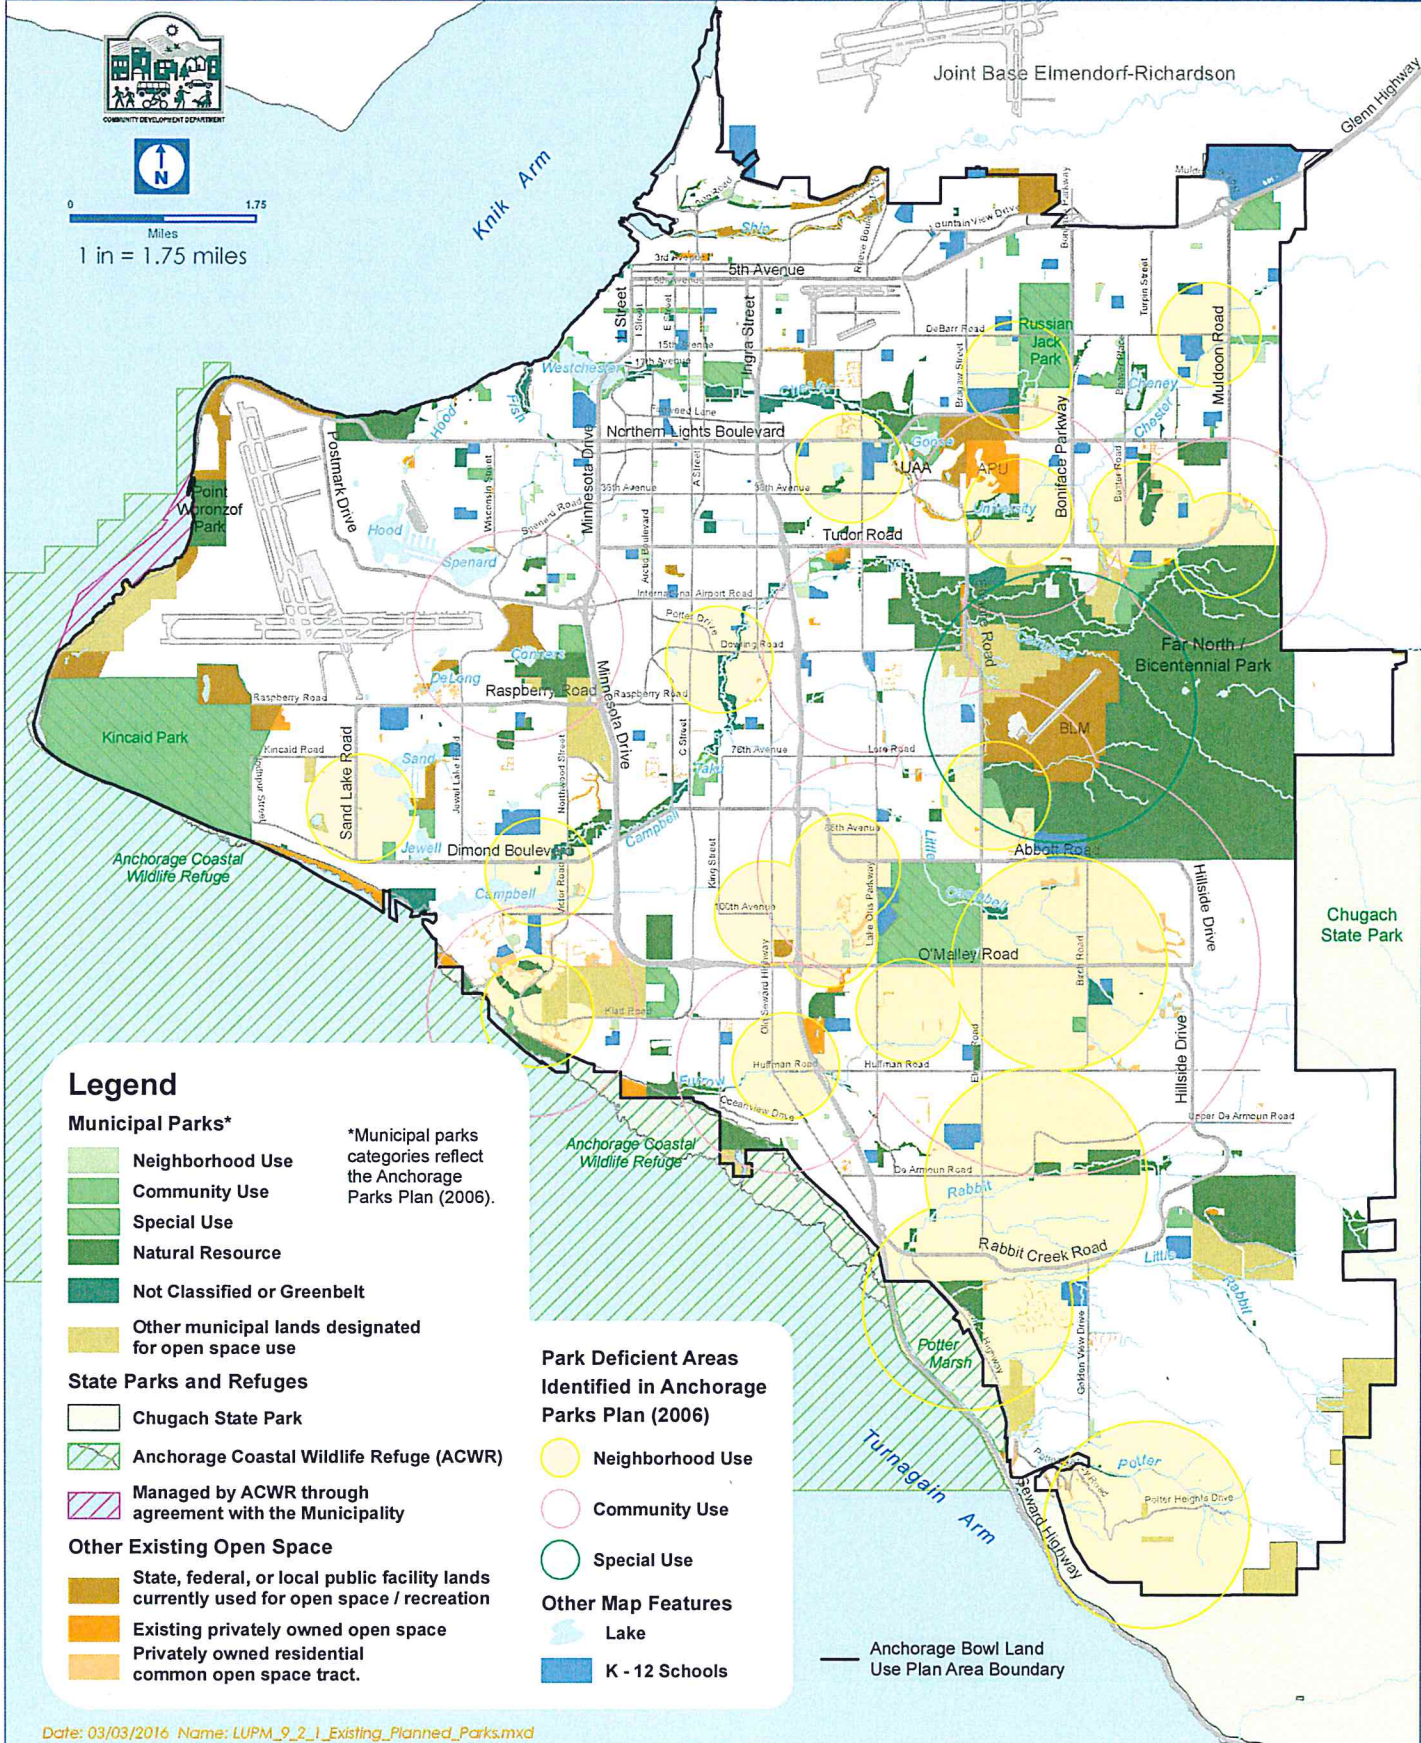 COMMUNITY DEVELOPMENT DEPARTMENT
N
0 1.75
Miles
1 in = 1.75 miles
Knik Arm
Joint Base Elmendorf-Richardson
Glenn Highway
Ship
3rd Avenue
5th Avenue
L Street
I Street
E Street
Ingra Street
15th Avenue
17th Avenue
Westchester
Fish
Hood
Fireweed Lane
Northern Lights Boulevard
Minnesota Drive
A Street
36th Avenue
36th Avenue
Wisconsin Street
Spenard Road
Arctic Boulevard
Tudor Road
International Airport Road
Potter Drive
Dowling Road
Postmark Drive
Point
Woronzof
Park
Hood
Spenard
Mountain View Drive
DeBarr Road
Bragaw Street
Russian
Jack
Park
Turpin Street
Muldoon Road
Cheney
Chester
Boniface Parkway
Baxter Road
Goose
UAA
APU
University
Far North /
Bicentennial Park
BLM
Connors
DeLong
Raspberry Road
Raspberry Road
Raspberry Road
Minnesota Drive
C Street
76th Avenue
Lore Road
Kincaid Park
Kincaid Road
Sand Lake Road
Sand
Jewel Lake Road
Northwood Street
Taku
Campbell
Jewell
Dimond Boulevard
Campbell
Victor Road
King Street
88th Avenue
Little
Campbell
Abbott Road
100th Avenue
Lake Otis Parkway
Old Seward Highway
O'Malley Road
Birch Road
Hillside Drive
Hillside Drive
Chugach
State Park
Anchorage Coastal
Wildlife Refuge
Klatt Road
Huffman Road
Huffman Road
Furrow
Oceanview Drive
Upper De Armoun Road
De Armoun Road
Rabbit
Rabbit Creek Road
Little
Rabbit
Anchorage Coastal
Wildlife Refuge
Potter
Marsh
Golden View Drive
Potter
Potter Heights Drive
Seward Highway
Turnagain Arm
Legend
Municipal Parks*
Neighborhood Use
Community Use
Special Use
Natural Resource
Not Classified or Greenbelt
Other municipal lands designated
for open space use
*Municipal parks
categories reflect
the Anchorage
Parks Plan (2006).
State Parks and Refuges
Chugach State Park
Anchorage Coastal Wildlife Refuge (ACWR)
Managed by ACWR through
agreement with the Municipality
Other Existing Open Space
State, federal, or local public facility lands
currently used for open space / recreation
Existing privately owned open space
Privately owned residential
common open space tract.
Park Deficient Areas
Identified in Anchorage
Parks Plan (2006)
Neighborhood Use
Community Use
Special Use
Other Map Features
Lake
K - 12 Schools
Anchorage Bowl Land
Use Plan Area Boundary
Date: 03/03/2016 Name: LUPM_9_2_1_Existing_Planned_Parks.mxd